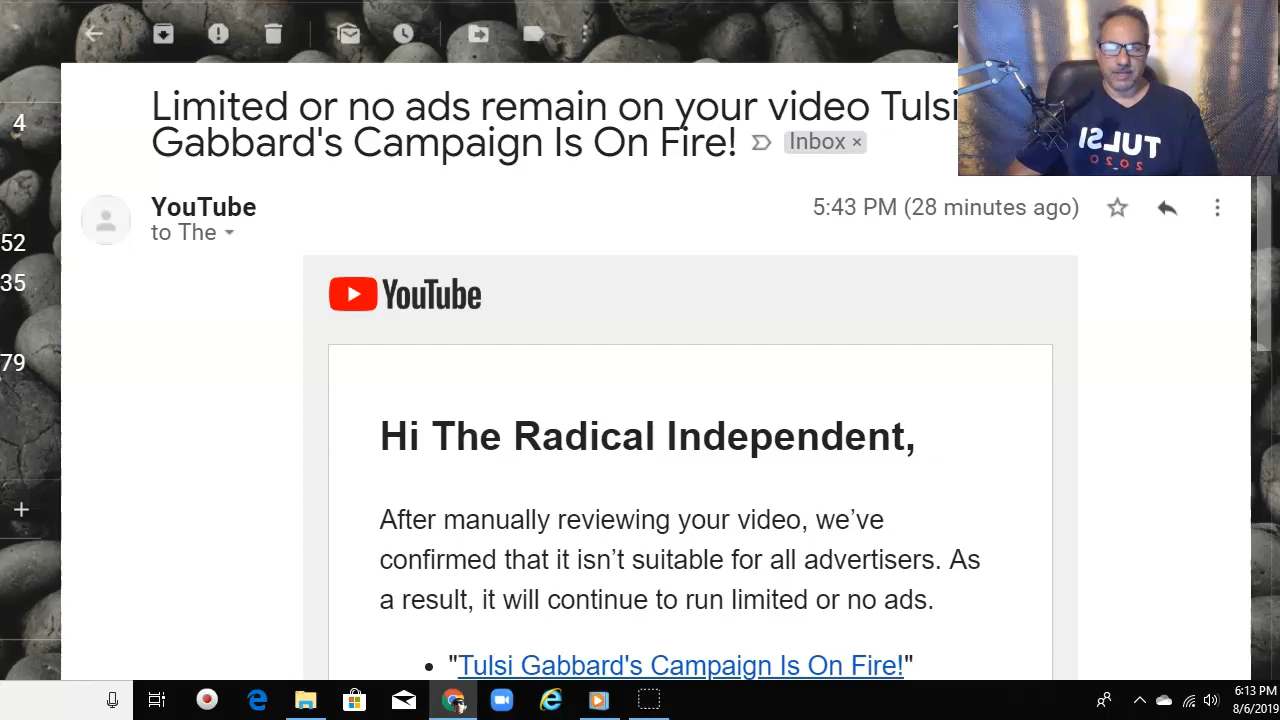 Limited or no ads remain on your video Tulsi
Gabbard's Campaign Is On Fire!
Inbox ×
TULSI
2020
4
YouTube
5:43 PM (28 minutes ago)
to The
52
35
YouTube
79
Hi The Radical Independent,
After manually reviewing your video, we've
confirmed that it isn't suitable for all advertisers. As
a result, it will continue to run limited or no ads.
• "Tulsi Gabbard's Campaign Is On Fire!"
6:13 PM
8/6/2019